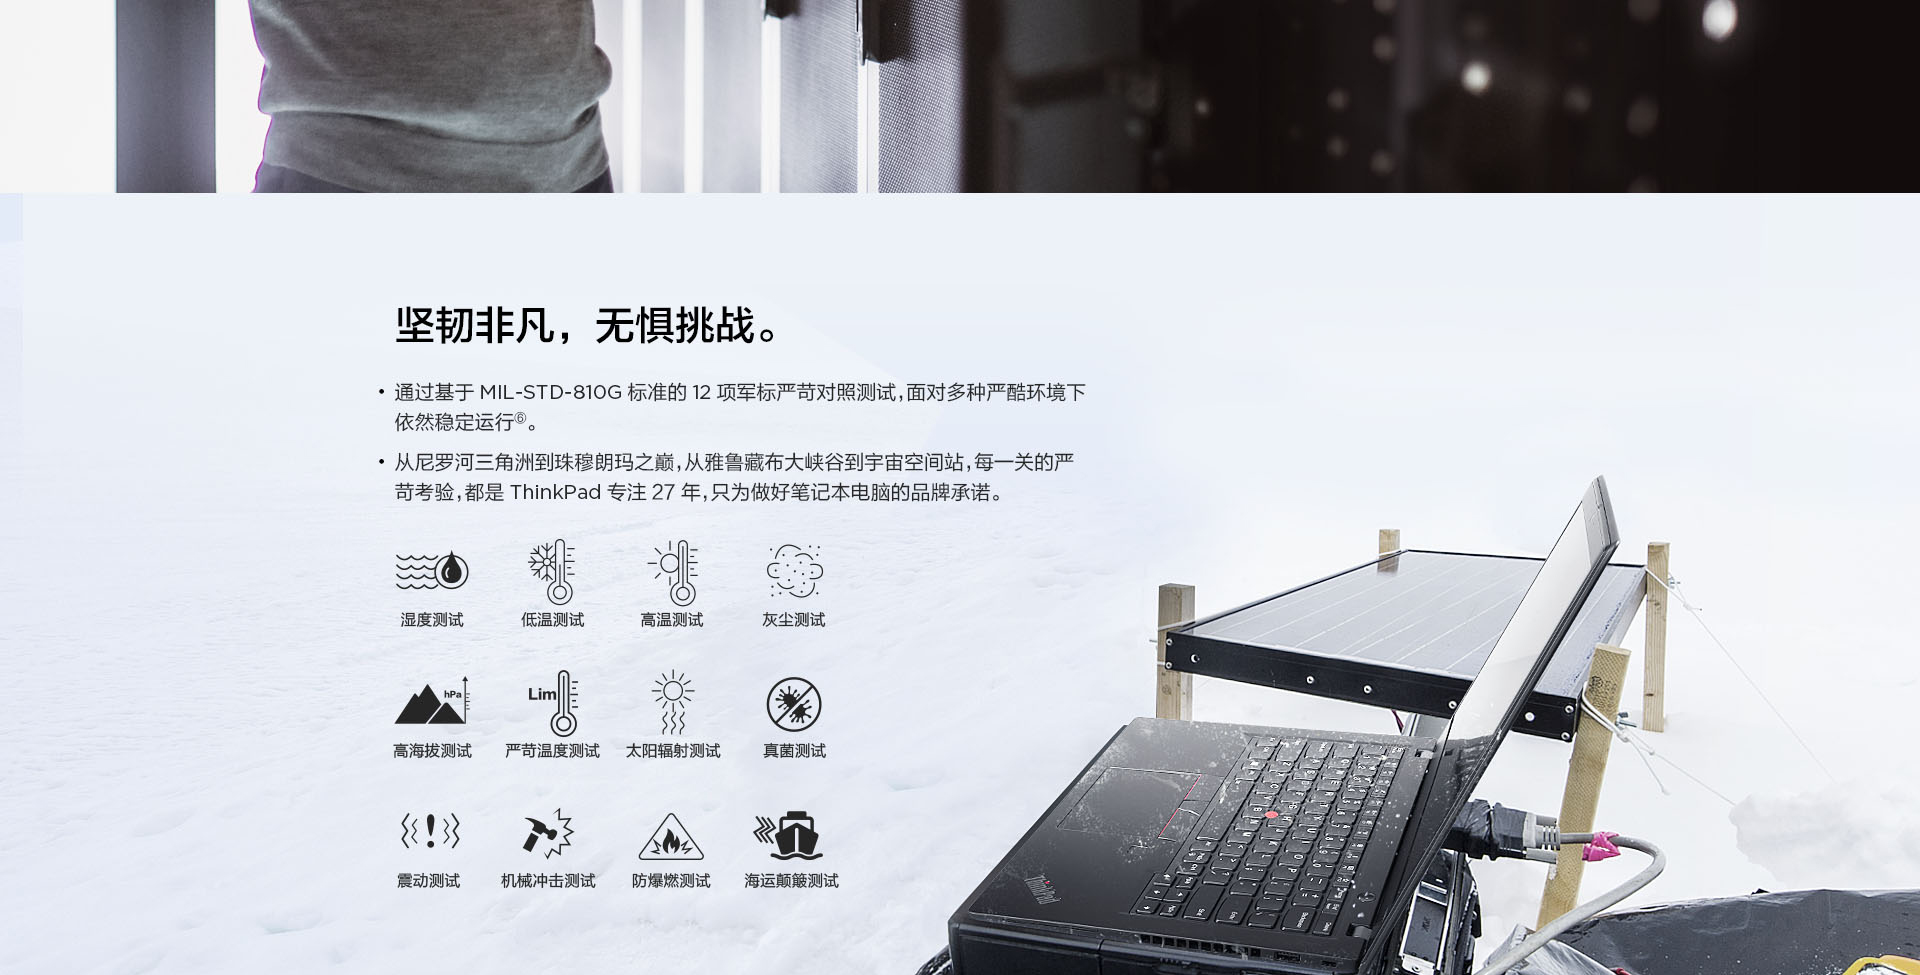 坚韧非凡，无惧挑战。
• 通过基于 MIL-STD-810G 标准的 12 项军标严苛对照测试，面对多种严酷环境下
依然稳定运行⑥。
• 从尼罗河三角洲到珠穆朗玛之巅，从雅鲁藏布大峡谷到宇宙空间站，每一关的严
苛考验，都是 ThinkPad 专注 27 年，只为做好笔记本电脑的品牌承诺。
湿度测试 低温测试 高温测试 灰尘测试
hPa Lim
高海拔测试 严苛温度测试 太阳辐射测试 真菌测试
震动测试 机械冲击测试 防爆燃测试 海运颠簸测试
ThinkPad